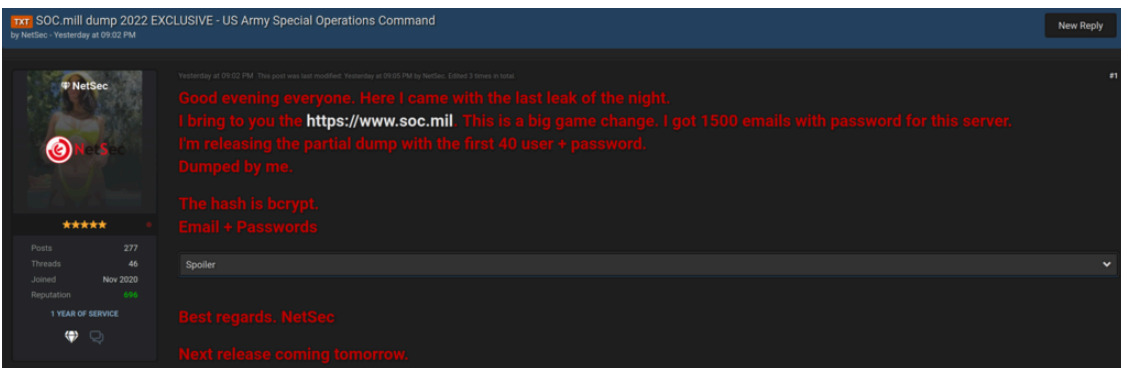 TXT SOC.mill dump 2022 EXCLUSIVE - US Army Special Operations Command
by NetSec - Yesterday at 09:02 PM
New Reply
NetSec
NetSec
Yesterday at 09:02 PM This post was last modified: Yesterday at 09:05 PM by NetSec. Edited 3 times in total.
#1
Good evening everyone. Here I came with the last leak of the night.
I bring to you the https://www.soc.mil. This is a big game change. I got 1500 emails with password for this server.
I'm releasing the partial dump with the first 40 user + password.
Dumped by me.
The hash is bcrypt.
Email + Passwords
Posts 277
Threads 46
Joined Nov 2020
Reputation 696
1 YEAR OF SERVICE
Spoiler
Best regards. NetSec
Next release coming tomorrow.